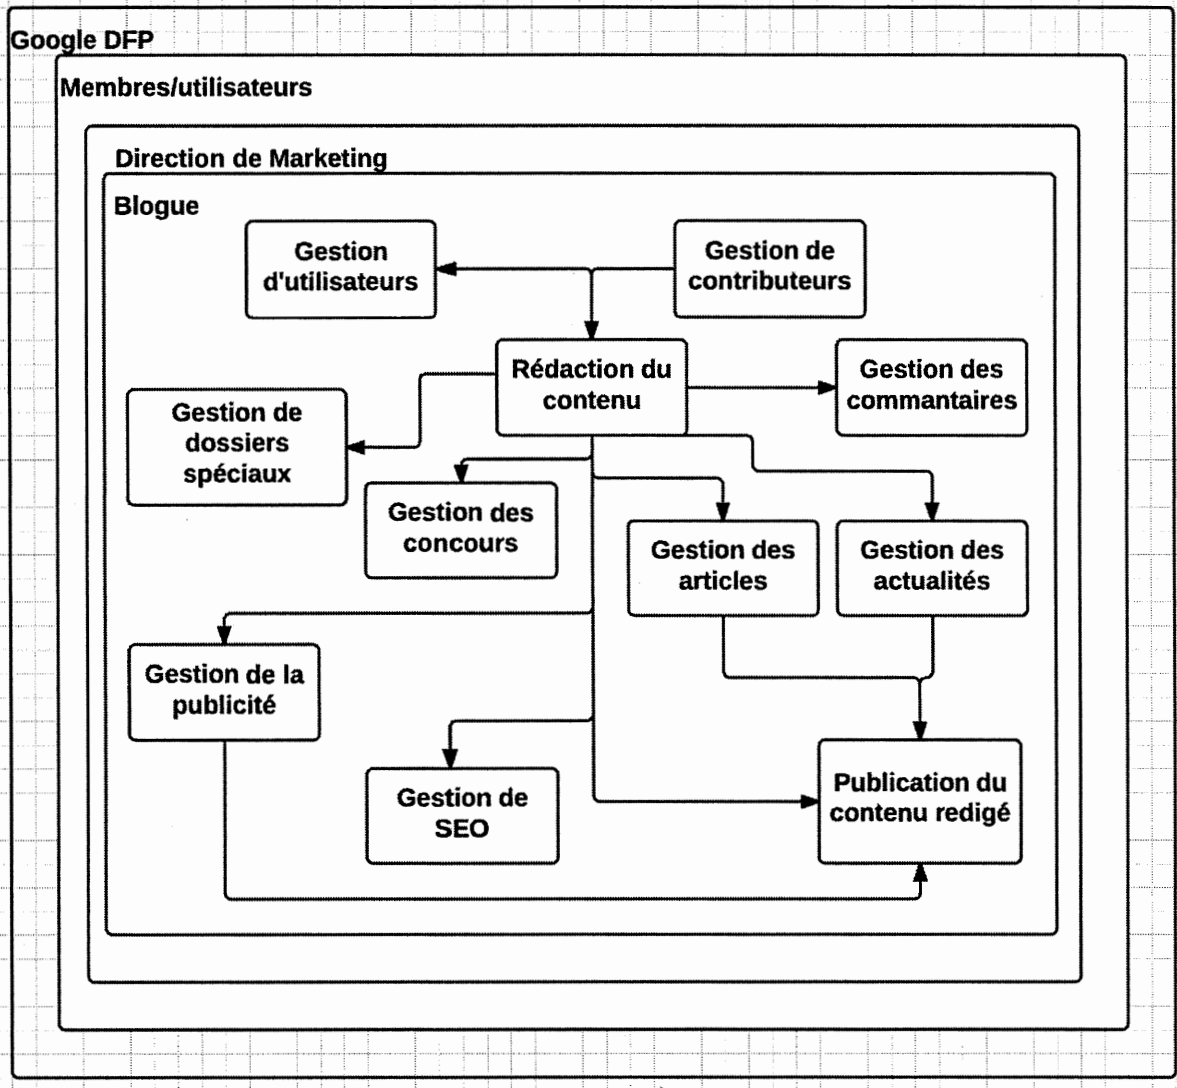 Google DFP
Membres/utilisateurs
Direction de Marketing
Blogue
Gestion
d'utilisateurs
Gestion de
contributeurs
Rédaction du
contenu
Gestion des
commantaires
Gestion de
dossiers
spéciaux
Gestion des
concours
Gestion des
articles
Gestion des
actualités
Gestion de la
publicité
Gestion de
SEO
Publication du
contenu redigé